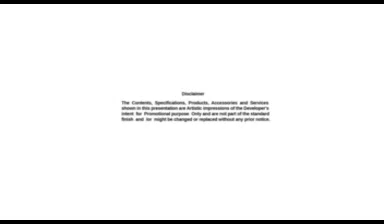 Disclaimer
The Contents, Specifications, Products, Accessories and Services
shown in this presentation are Artistic impressions of the Developer's
intent for Promotional purpose Only and are not part of the standard
finish and /or might be changed or replaced without any prior notice.